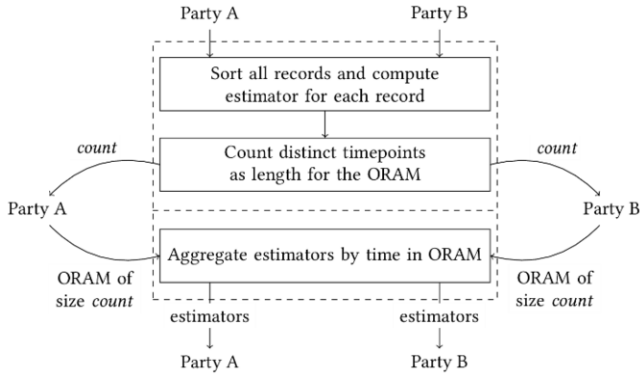 Party A
Party B
Sort all records and compute
estimator for each record
count
count
Count distinct timepoints
as length for the ORAM
Party A
Party B
Aggregate estimators by time in ORAM
ORAM of
size count
ORAM of
size count
estimators
estimators
Party A
Party B